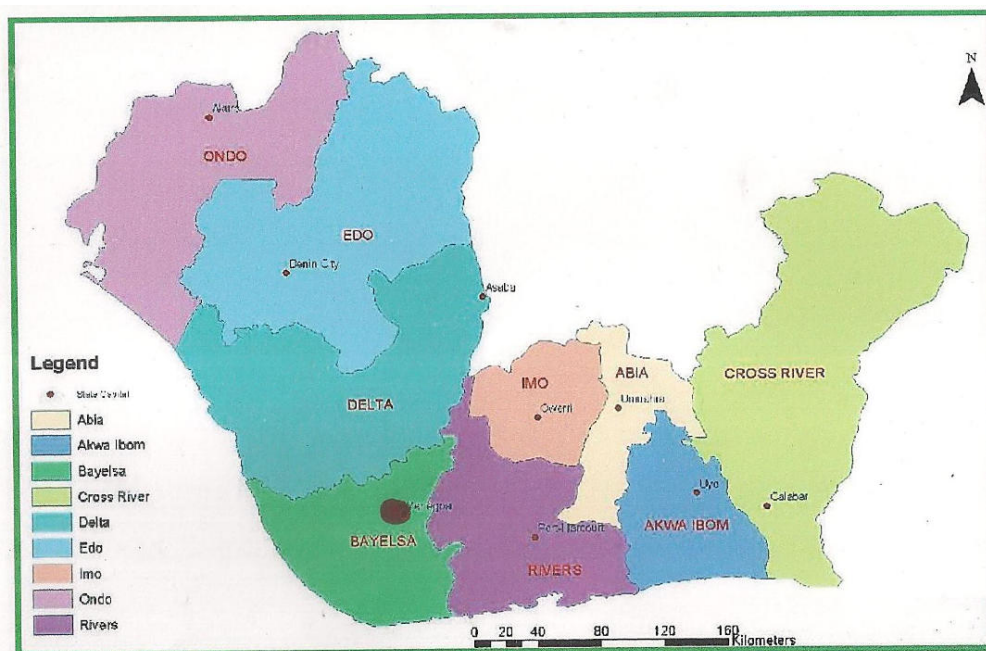 N
Akure
ONDO
EDO
Benin City
Asaba
Legend
State Capital
Abia
Akwa Ibom
Bayelsa
Cross River
Delta
Edo
Imo
Ondo
Rivers
DELTA
IMO
Owerri
ABIA
Umuahia
CROSS RIVER
Uyo
Calabar
AKWA IBOM
BAYELSA
Port-Harcourt
RIVERS
0 10 20 40 80 120 160
Kilometers